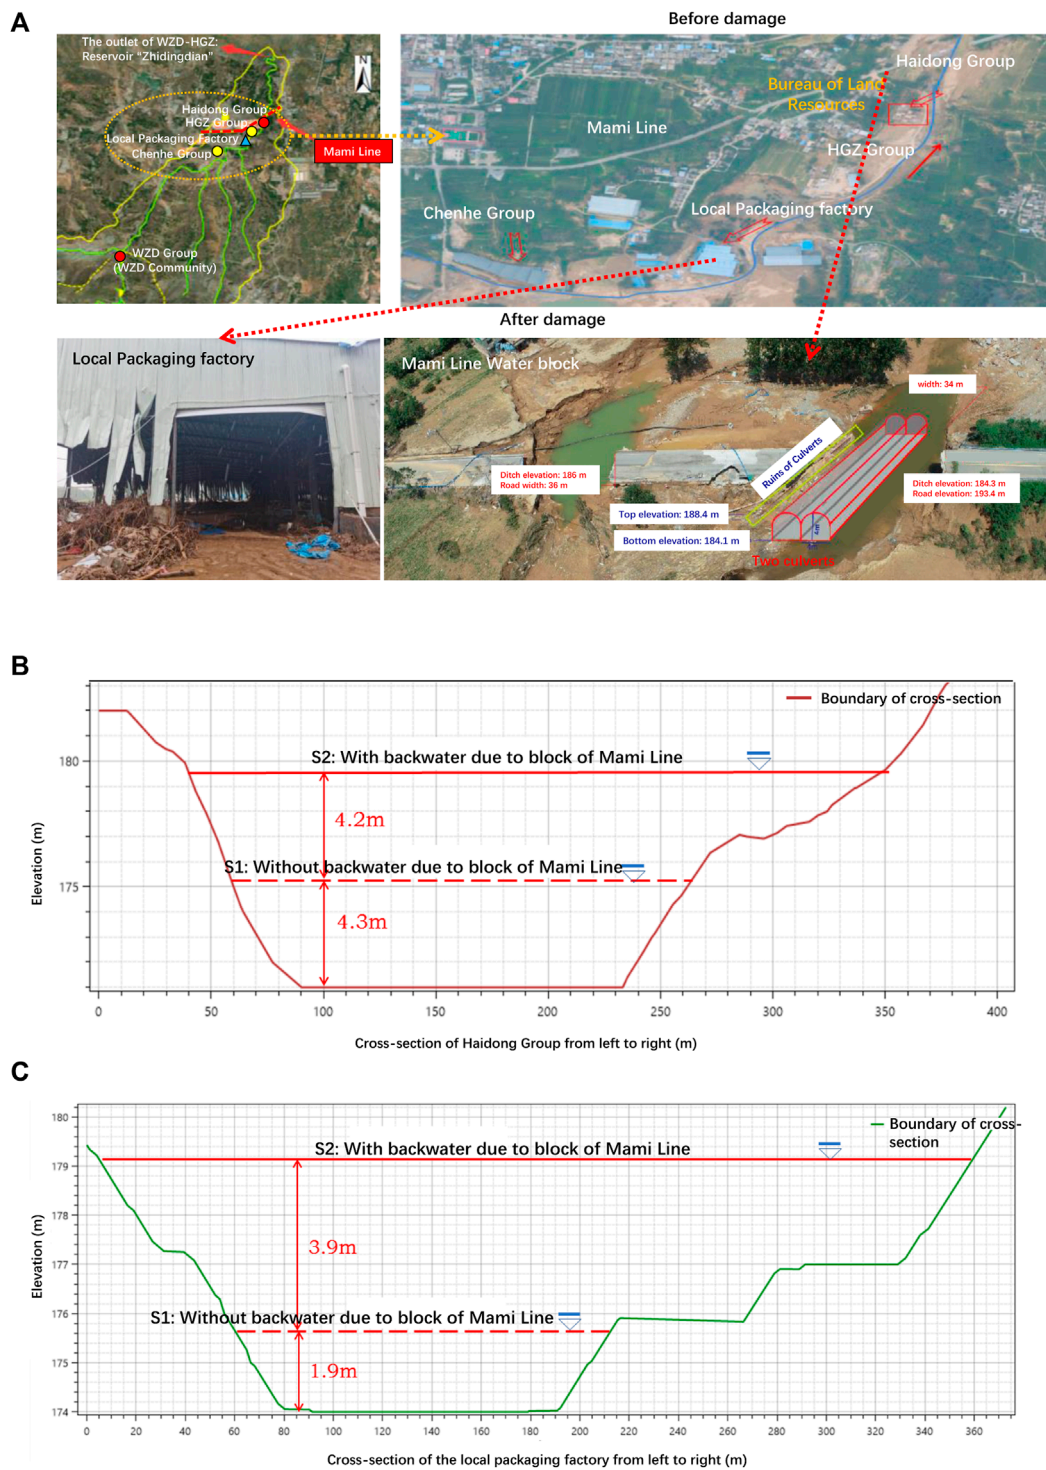 A
Before damage
The outlet of WZD-HGZ:
Reservoir "Zhidingdian"
N
Haidong Group
HGZ Group
Local Packaging Factory
Chenhe Group
Mami Line
WZD Group
(WZD Community)
Haidong Group
Bureau of Land
Resources
Mami Line
HGZ Group
Chenhe Group
Local Packaging factory
After damage
Local Packaging factory
Mami Line Water block
width: 34 m
Ruins of Culverts
Ditch elevation: 186 m
Road width: 36 m
Ditch elevation: 184.3 m
Road elevation: 193.4 m
Top elevation: 188.4 m
Bottom elevation: 184.1 m
4m
Two culverts
B
Boundary of cross-section
S2: With backwater due to block of Mami Line
180
4.2m
S1: Without backwater due to block of Mami Line
175
4.3m
Elevation (m)
0 50 100 150 200 250 300 350 400
Cross-section of Haidong Group from left to right (m)
C
Boundary of cross-
section
S2: With backwater due to block of Mami Line
180
179
178
177
176
175
174
3.9m
S1: Without backwater due to block of Mami Line
1.9m
Elevation (m)
0 20 40 60 80 100 120 140 160 180 200 220 240 260 280 300 320 340 360
Cross-section of the local packaging factory from left to right (m)